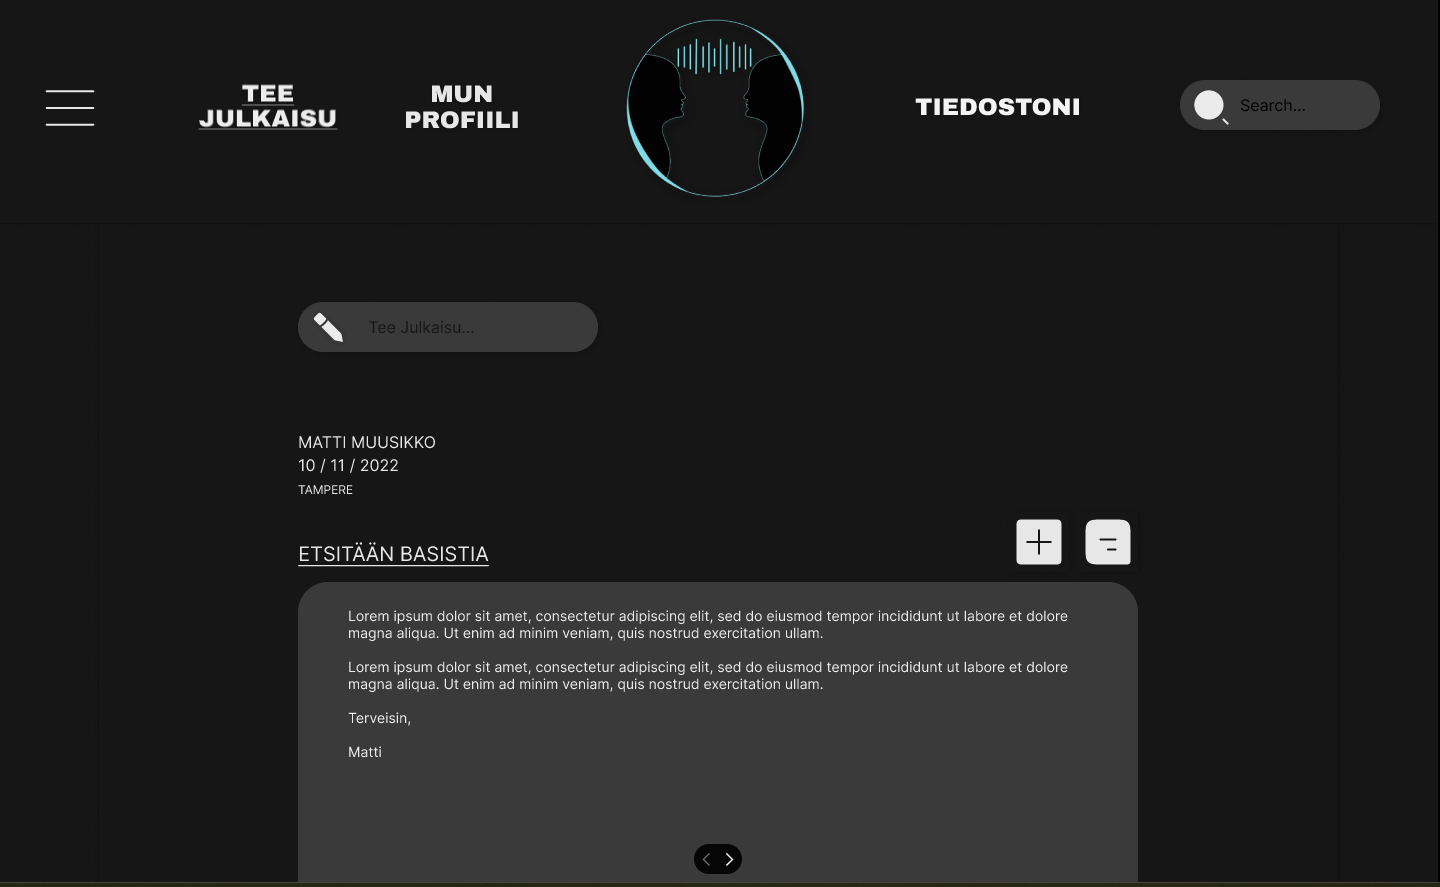 TEE
JULKAISU
MUN
PROFIILI
TIEDOSTONI
Search...
Tee Julkaisu...
MATTI MUUSIKKO
10 / 11 / 2022
TAMPERE
ETSITÄÄN BASISTIA
Lorem ipsum dolor sit amet, consectetur adipiscing elit, sed do eiusmod tempor incididunt ut labore et dolore
magna aliqua. Ut enim ad minim veniam, quis nostrud exercitation ullam.
Lorem ipsum dolor sit amet, consectetur adipiscing elit, sed do eiusmod tempor incididunt ut labore et dolore
magna aliqua. Ut enim ad minim veniam, quis nostrud exercitation ullam.
Terveisin,
Matti